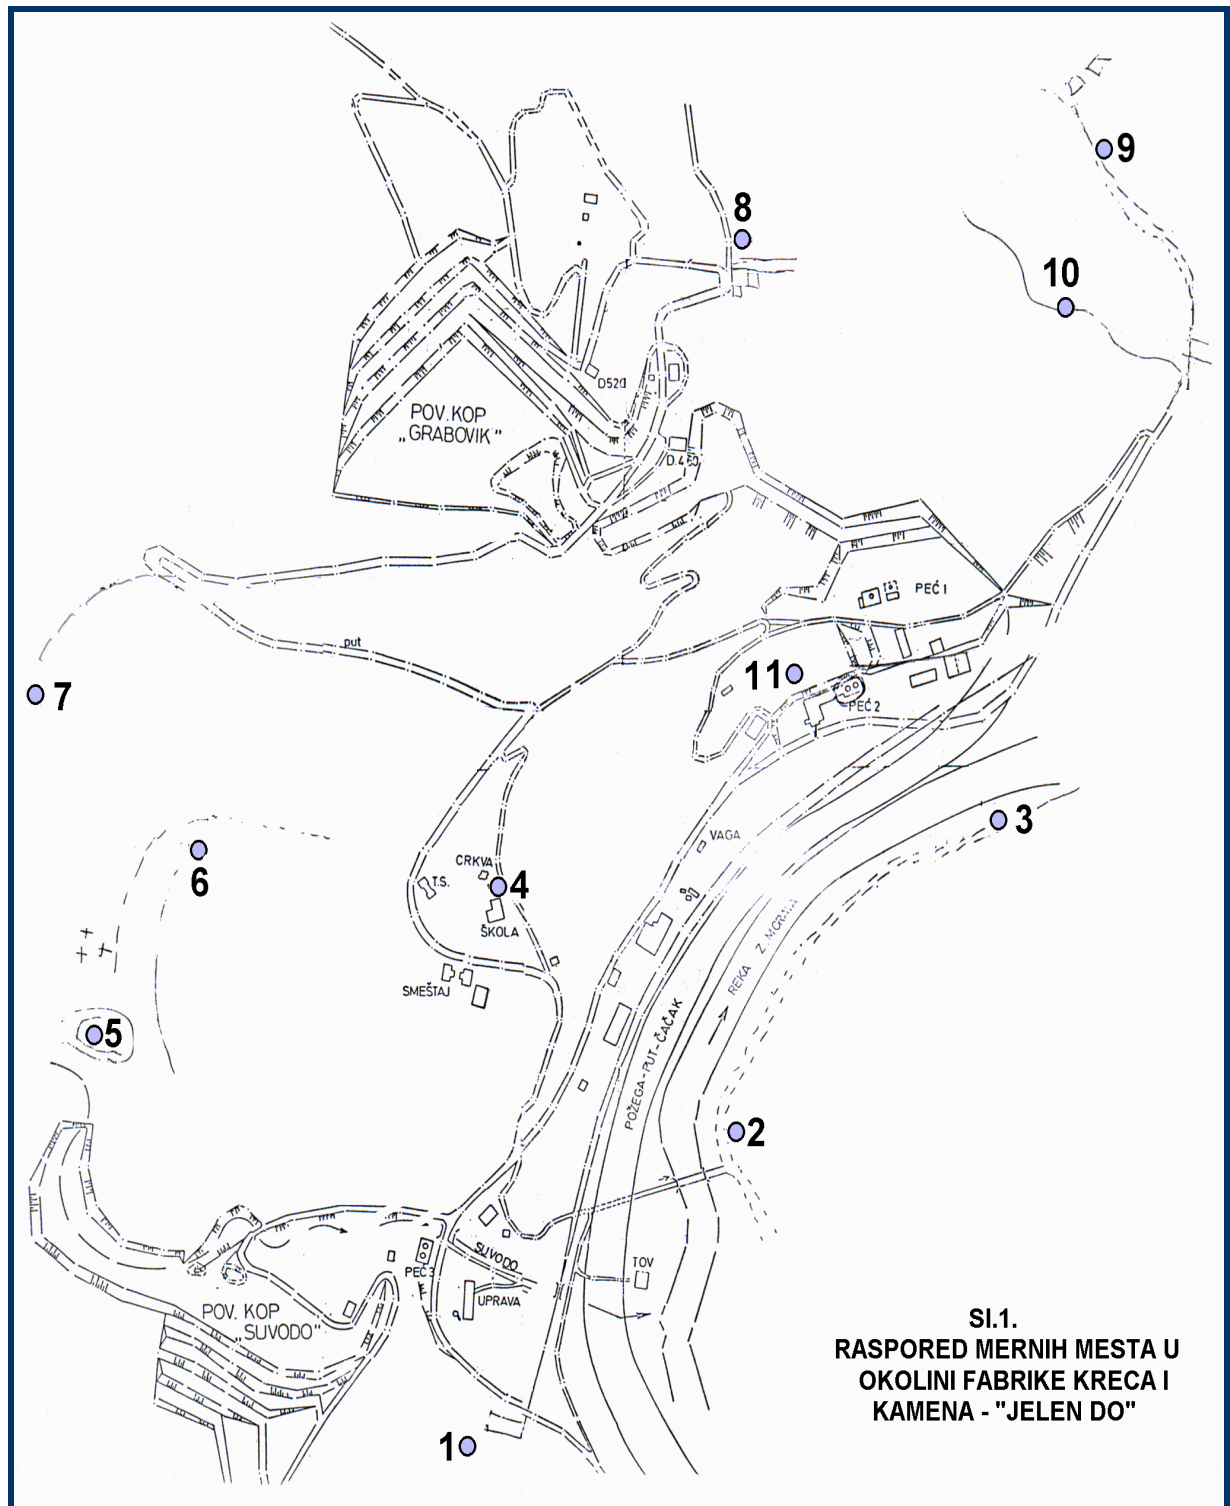 9
8
10
D520
POV. KOP
„GRABOVIK”
D.460
PEĆ 1
put
11
7
PEĆ 2
3
VAGA
6
CRKVA
T.S.
4
ŠKOLA
REKA Z. MORAVA
SMEŠTAJ
5
POŽEGA-PUT-ČAČAK
2
SUVODO
PEĆ 3
TOV
UPRAVA
POV. KOP
„SUVODO”
Sl.1.
RASPORED MERNIH MESTA U
OKOLINI FABRIKE KRECA I
KAMENA - "JELEN DO"
1